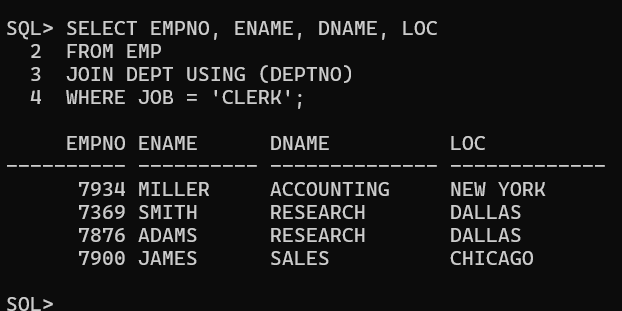 SQL> SELECT EMPNO, ENAME, DNAME, LOC
  2  FROM EMP
  3  JOIN DEPT USING (DEPTNO)
  4  WHERE JOB = 'CLERK';

     EMPNO ENAME      DNAME          LOC
---------- ---------- -------------- -------------
      7934 MILLER     ACCOUNTING     NEW YORK
      7369 SMITH      RESEARCH       DALLAS
      7876 ADAMS      RESEARCH       DALLAS
      7900 JAMES      SALES          CHICAGO

SQL>